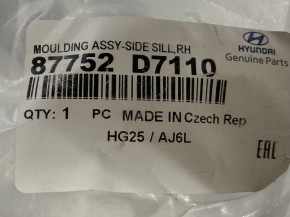 MOULDING ASSY-SIDE SILL,RH
87752 D7110
HYUNDAI
Genuine Parts
QTY: 1 PC MADE IN Czech Rep
HG25 / AJ6L
EAC